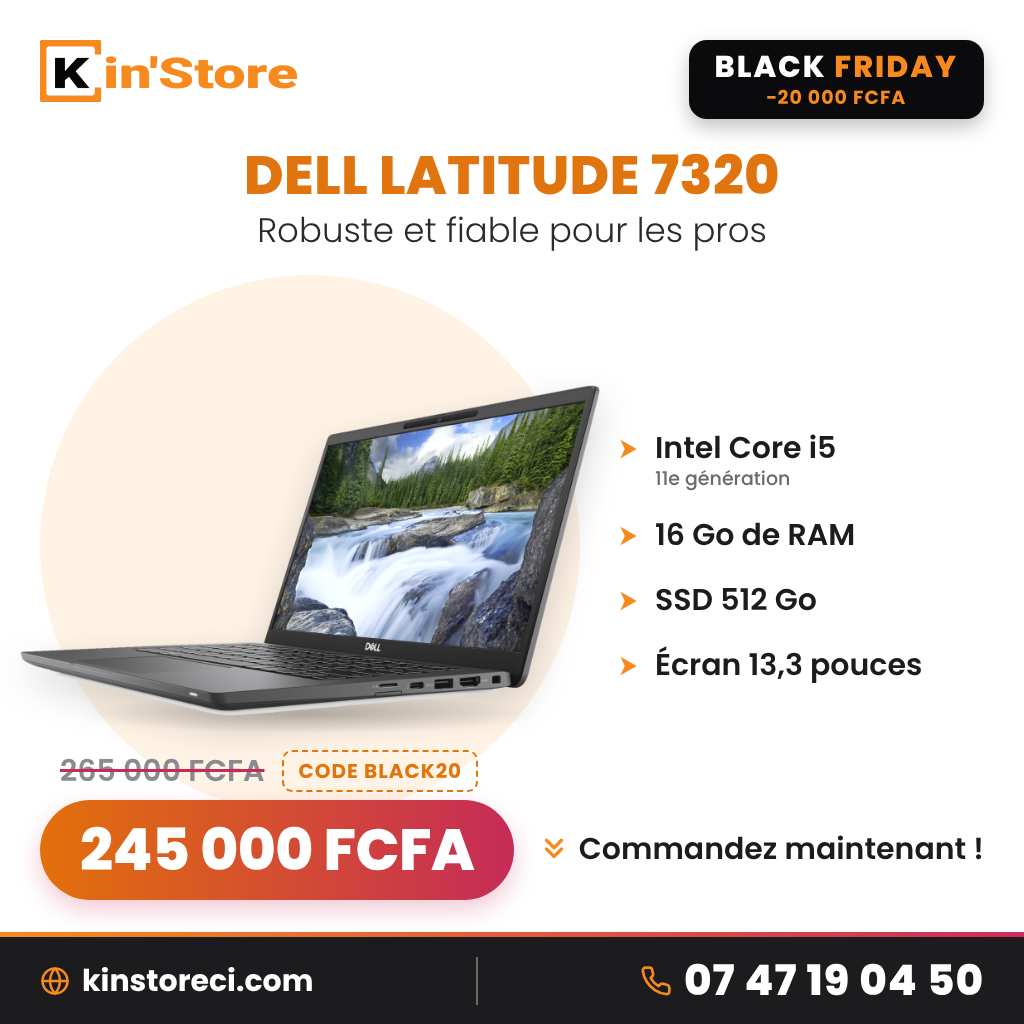 Kin'Store
BLACK FRIDAY
-20 000 FCFA
DELL LATITUDE 7320
Robuste et fiable pour les pros
Intel Core i5
11e génération
16 Go de RAM
SSD 512 Go
Écran 13,3 pouces
DELL
265 000 FCFA
CODE BLACK20
245 000 FCFA
Commandez maintenant !
kinstoreci.com
07 47 19 04 50